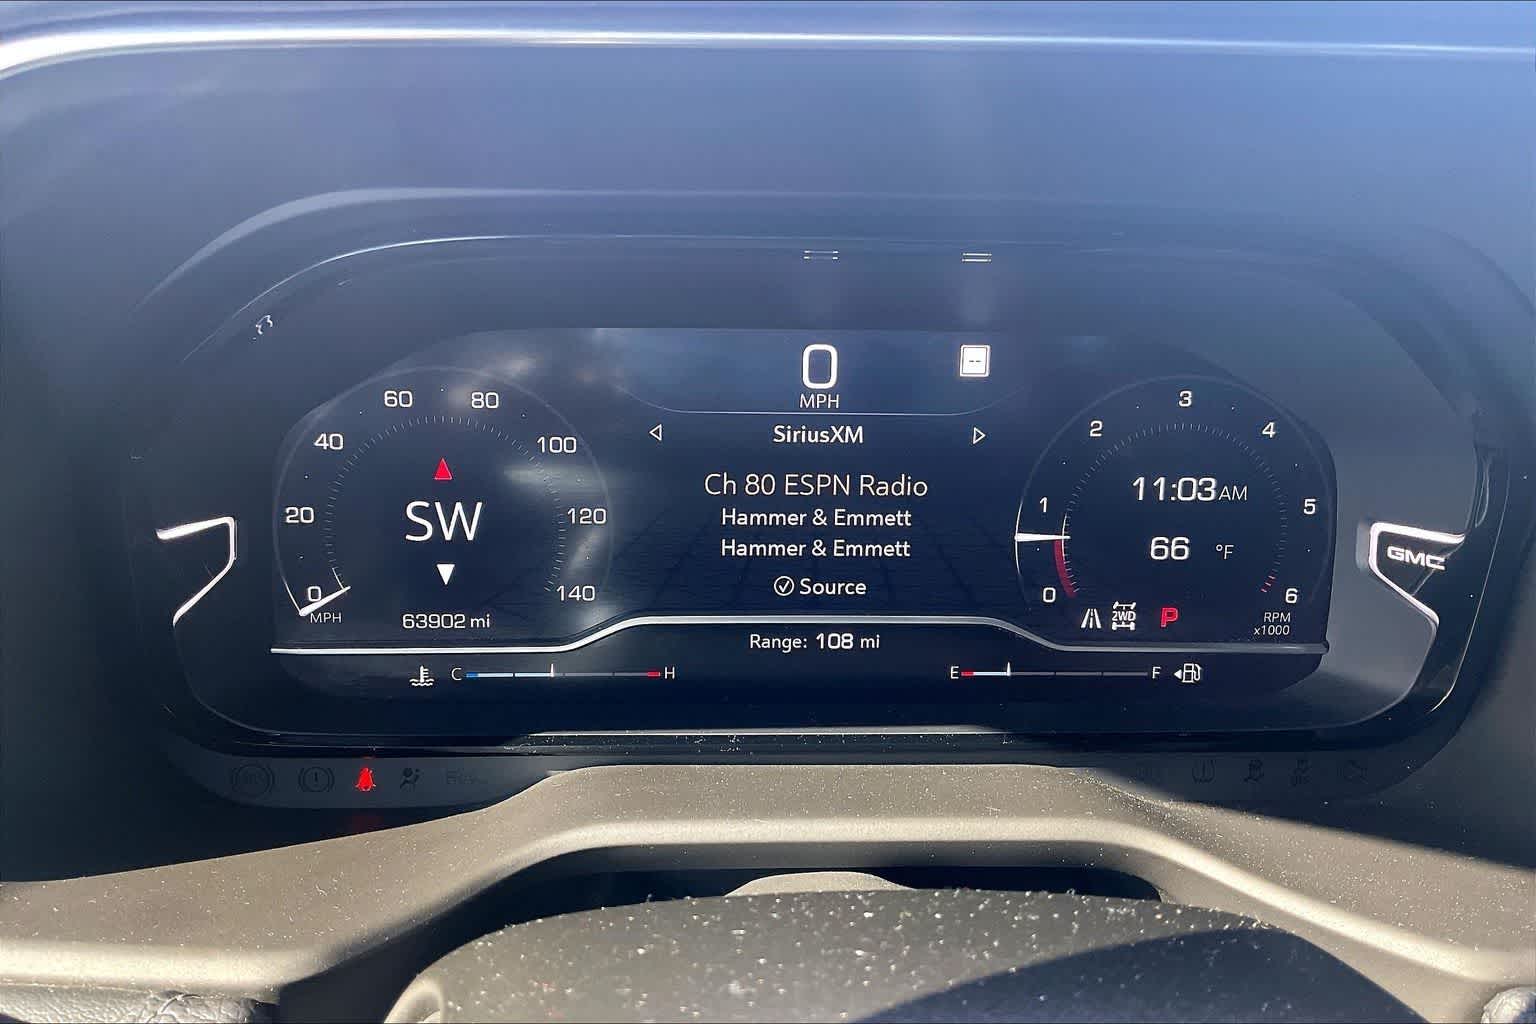 0
MPH
--
SiriusXM
Ch 80 ESPN Radio
Hammer & Emmett
Hammer & Emmett
Source
0 20 40 60 80 100 120 140
MPH
SW
63902 mi
0 1 2 3 4 5 6
RPM
x1000
11:03 AM
66 °F
2WD
P
GMC
Range: 108 mi
C H
E F